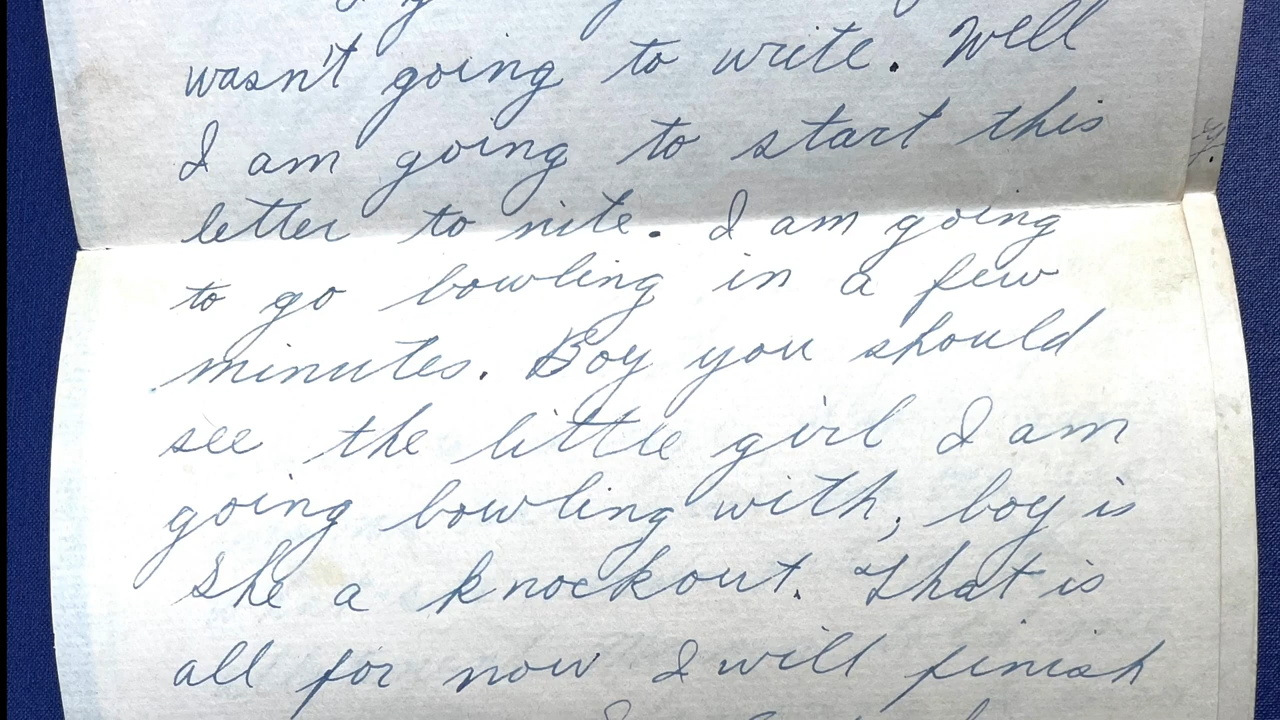 wasn't going to write. Well
I am going to start this
letter to nite. I am going
to go bowling in a few
minutes. Boy you should
see the little girl I am
going bowling with, boy is
she a knockout. That is
all for now I will finish